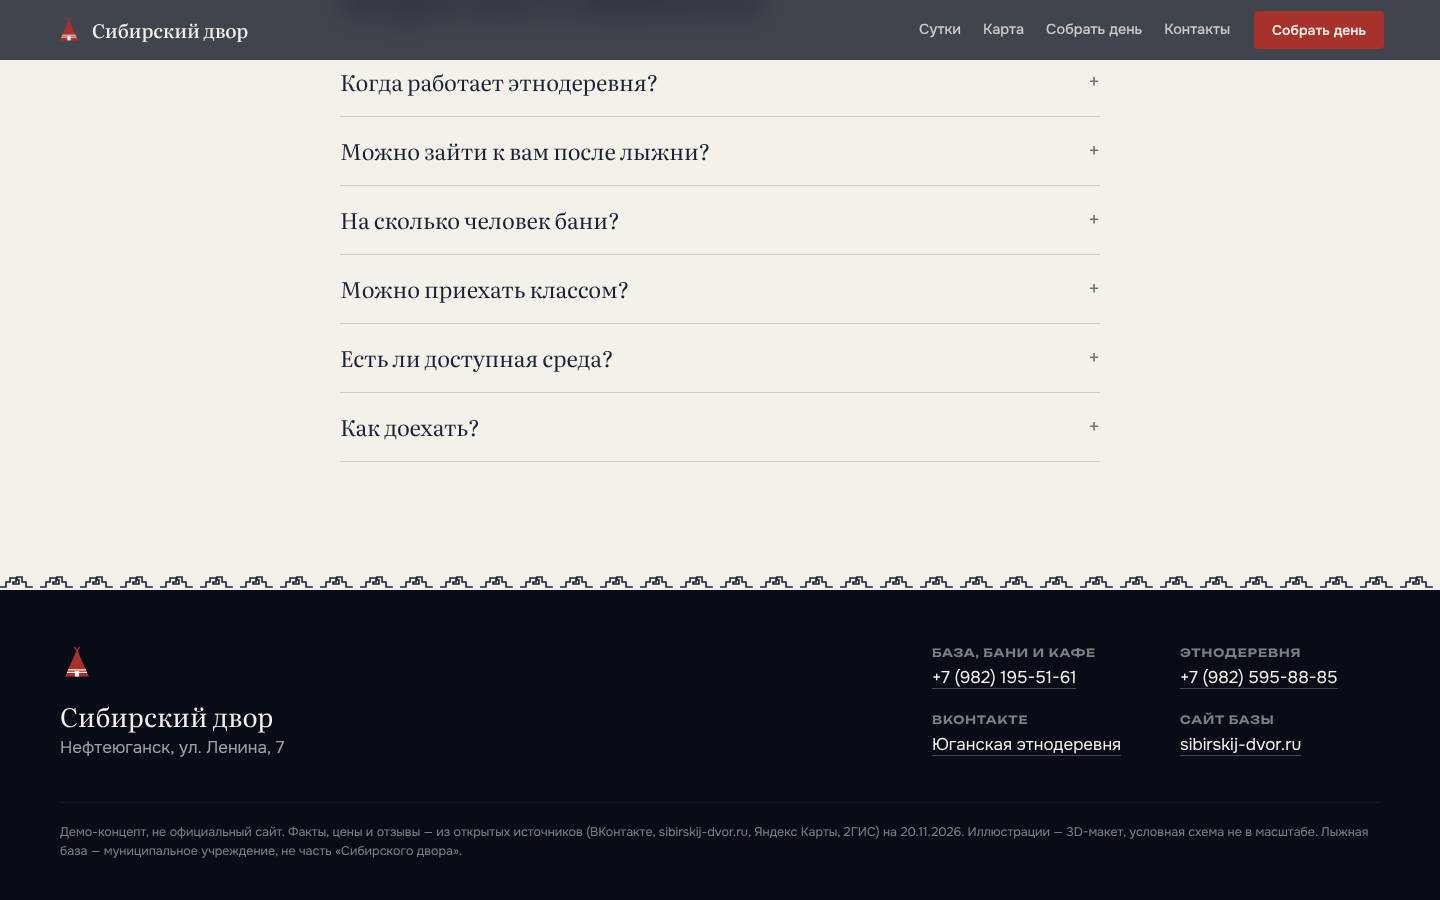 Сибирский двор
Сутки Карта Собрать день Контакты Собрать день
Когда работает этнодеревня? +
Можно зайти к вам после лыжни? +
На сколько человек бани? +
Можно приехать классом? +
Есть ли доступная среда? +
Как доехать? +
Сибирский двор
Нефтеюганск, ул. Ленина, 7
БАЗА, БАНИ И КАФЕ
+7 (982) 195-51-61
ЭТНОДЕРЕВНЯ
+7 (982) 595-88-85
ВКОНТАКТЕ
Юганская этнодеревня
САЙТ БАЗЫ
sibirskij-dvor.ru
Демо-концепт, не официальный сайт. Факты, цены и отзывы — из открытых источников (ВКонтакте, sibirskij-dvor.ru, Яндекс Карты, 2ГИС) на 20.11.2026. Иллюстрации — 3D-макет, условная схема не в масштабе. Лыжная
база — муниципальное учреждение, не часть «Сибирского двора».